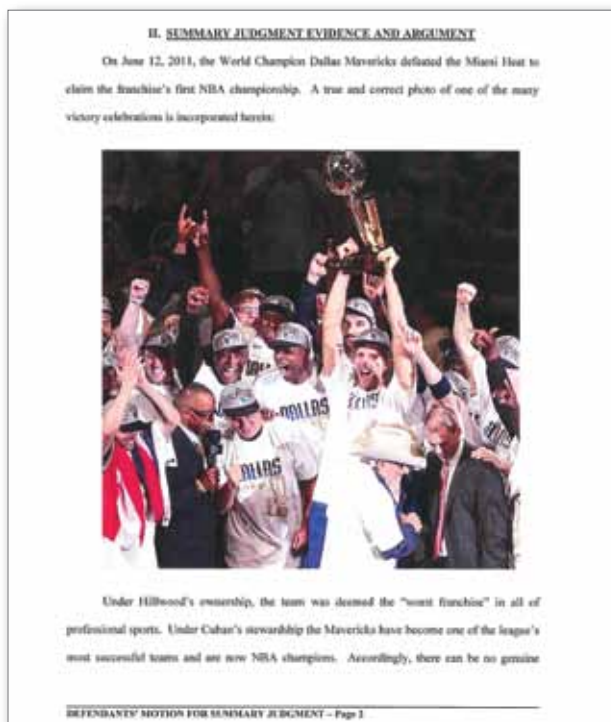 II. SUMMARY JUDGMENT EVIDENCE AND ARGUMENT
On June 12, 2011, the World Champion Dallas Mavericks defeated the Miami Heat to
claim the franchise's first NBA championship. A true and correct photo of one of the many
victory celebrations is incorporated herein:
DALLAS
DALLAS
Under Hillwood's ownership, the team was deemed the "worst franchise" in all of
professional sports. Under Cuban's stewardship the Mavericks have become one of the league's
most successful teams and are now NBA champions. Accordingly, there can be no genuine
DEFENDANTS' MOTION FOR SUMMARY JUDGMENT – Page 2